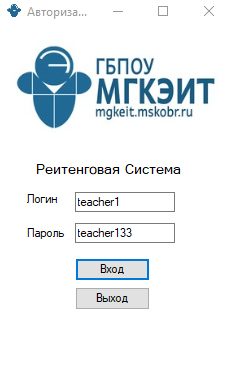 Авториза...
ГБПОУ
МГКЭИТ
mgkeit.mskobr.ru
Реитенговая Система
Логин
teacher1
Пароль
teacher133
Вход
Выход